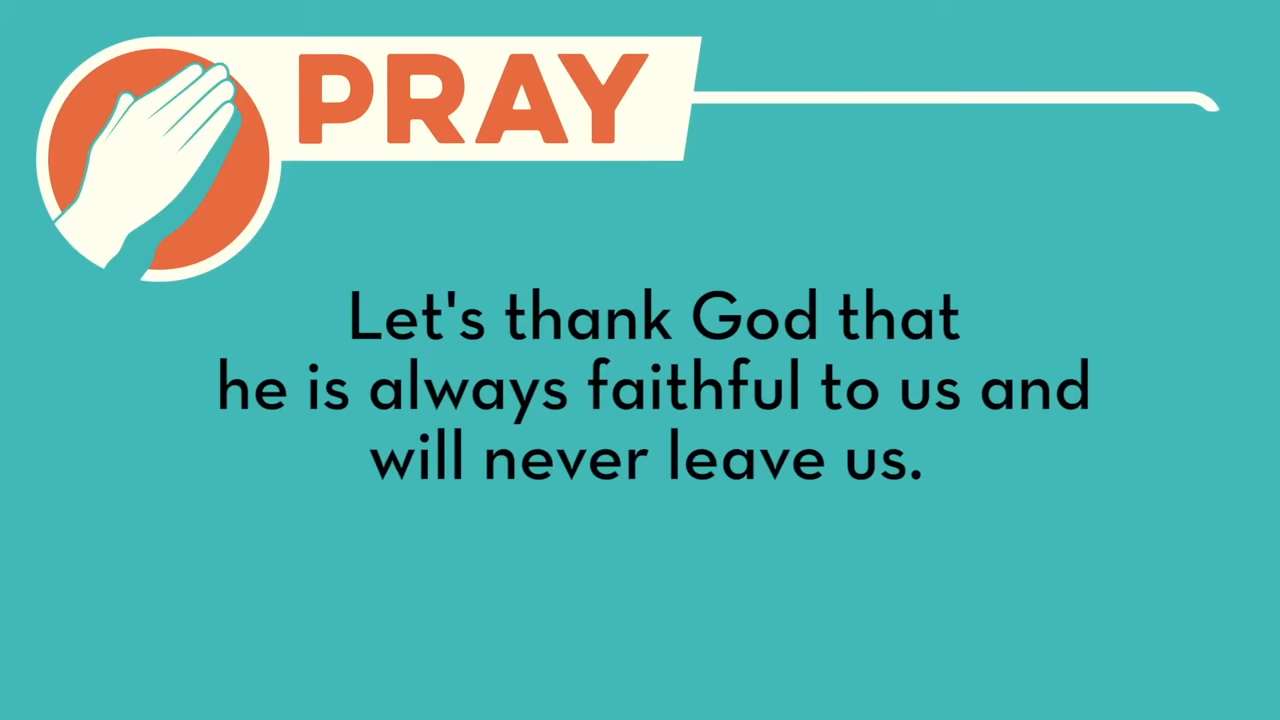 PRAY
Let's thank God that
he is always faithful to us and
will never leave us.